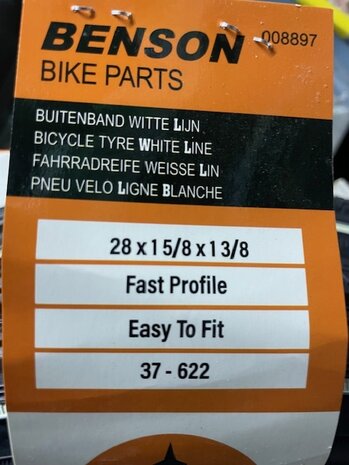 BENSON
008897
BIKE PARTS
BUITENBAND WITTE LIJN
BICYCLE TYRE WHITE LINE
FAHRRADREIFE WEISSE LIN
PNEU VELO LIGNE BLANCHE
28 x 1 5/8 x 1 3/8
Fast Profile
Easy To Fit
37 - 622